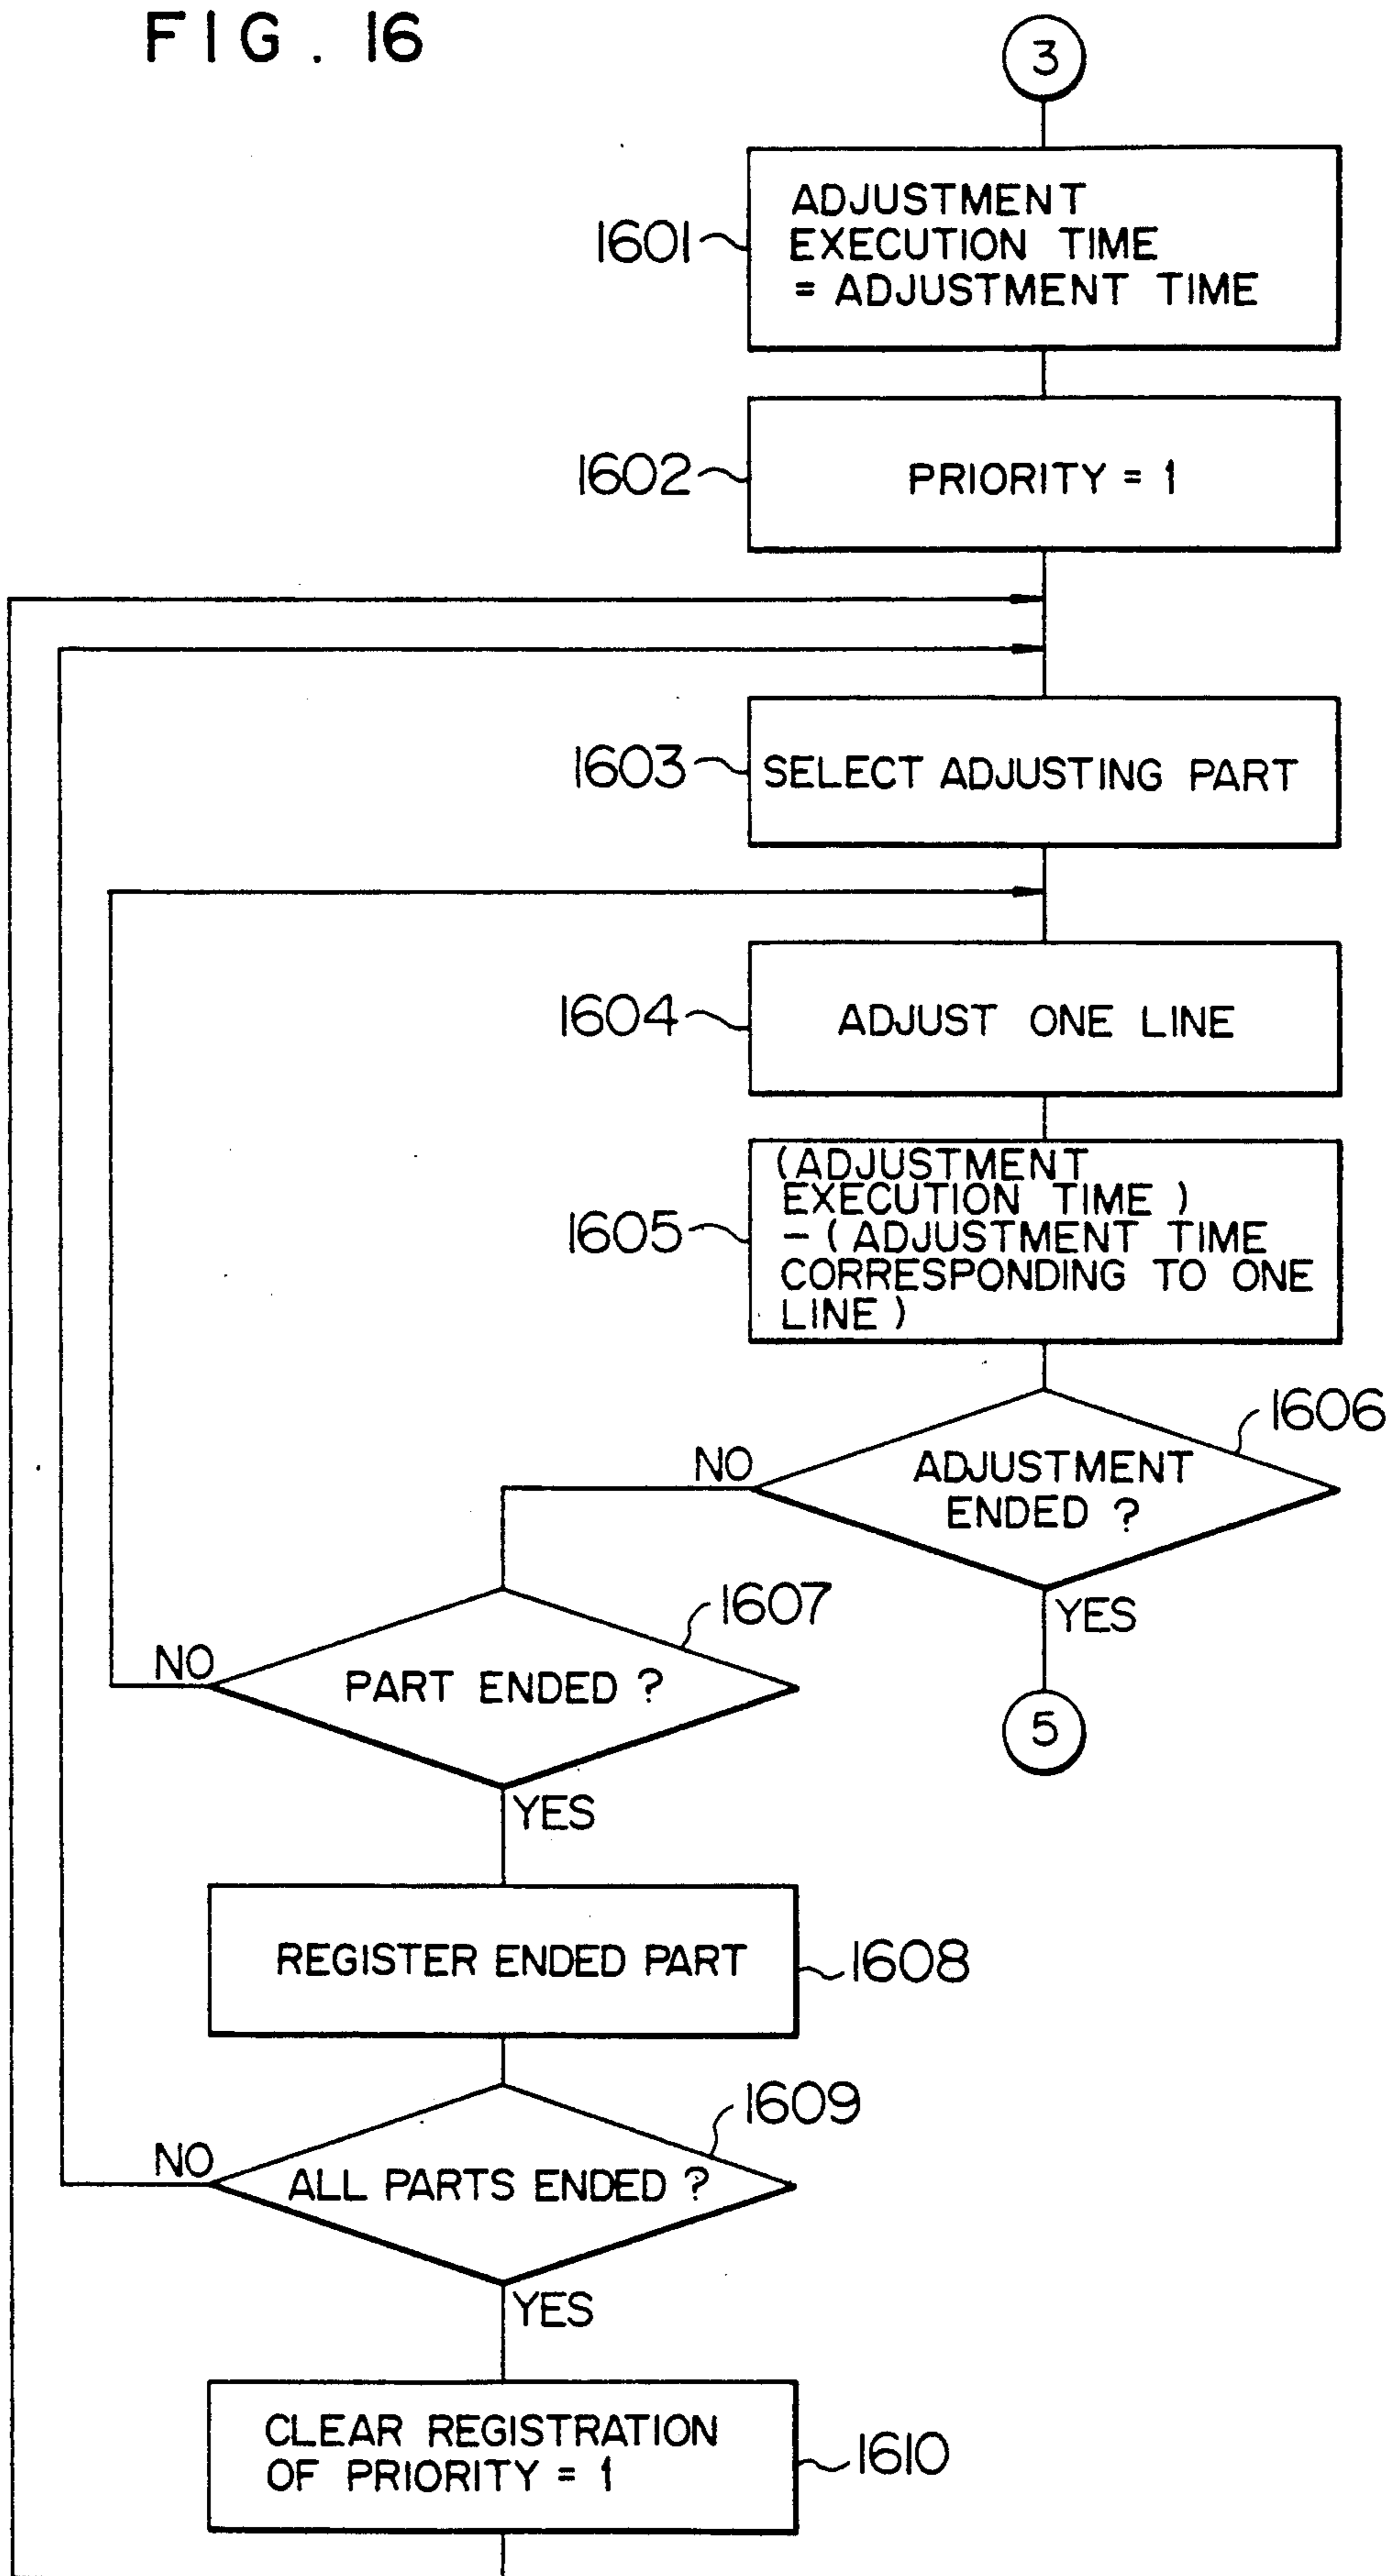 FIG. 16
3
1601
ADJUSTMENT
EXECUTION TIME
= ADJUSTMENT TIME
1602
PRIORITY = 1
1603
SELECT ADJUSTING PART
1604
ADJUST ONE LINE
1605
(ADJUSTMENT
EXECUTION TIME)
- (ADJUSTMENT TIME
CORRESPONDING TO ONE
LINE)
1606
ADJUSTMENT
ENDED ?
NO
YES
5
1607
PART ENDED ?
NO
YES
REGISTER ENDED PART
1608
1609
ALL PARTS ENDED ?
NO
YES
CLEAR REGISTRATION
OF PRIORITY = 1
1610